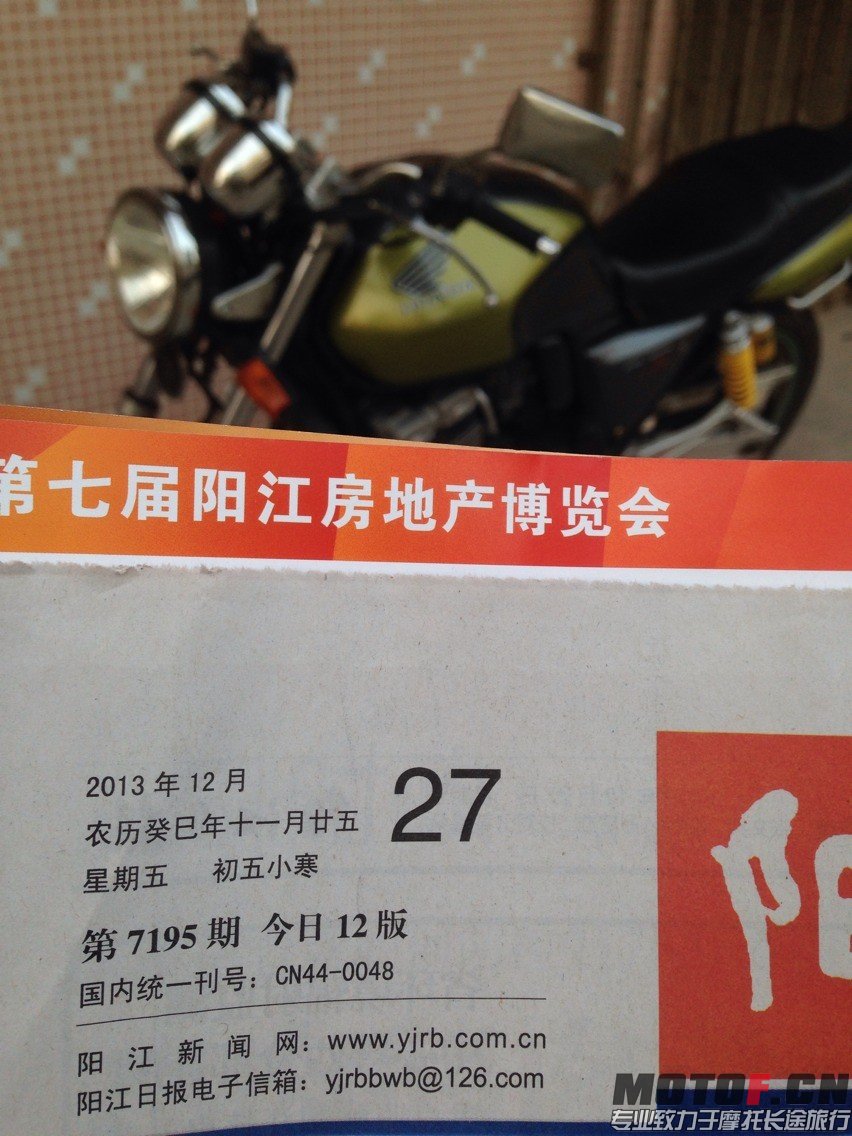 第七届阳江房地产博览会
2013年12月 27
农历癸巳年十一月廿五
星期五 初五小寒
第7195期 今日12版
国内统一刊号：CN44-0048
阳江新闻网：www.yjrb.com.cn
阳江日报电子信箱：yjrbbwb@126.com
阳
MOTOF.CN
专业致力于摩托长途旅行